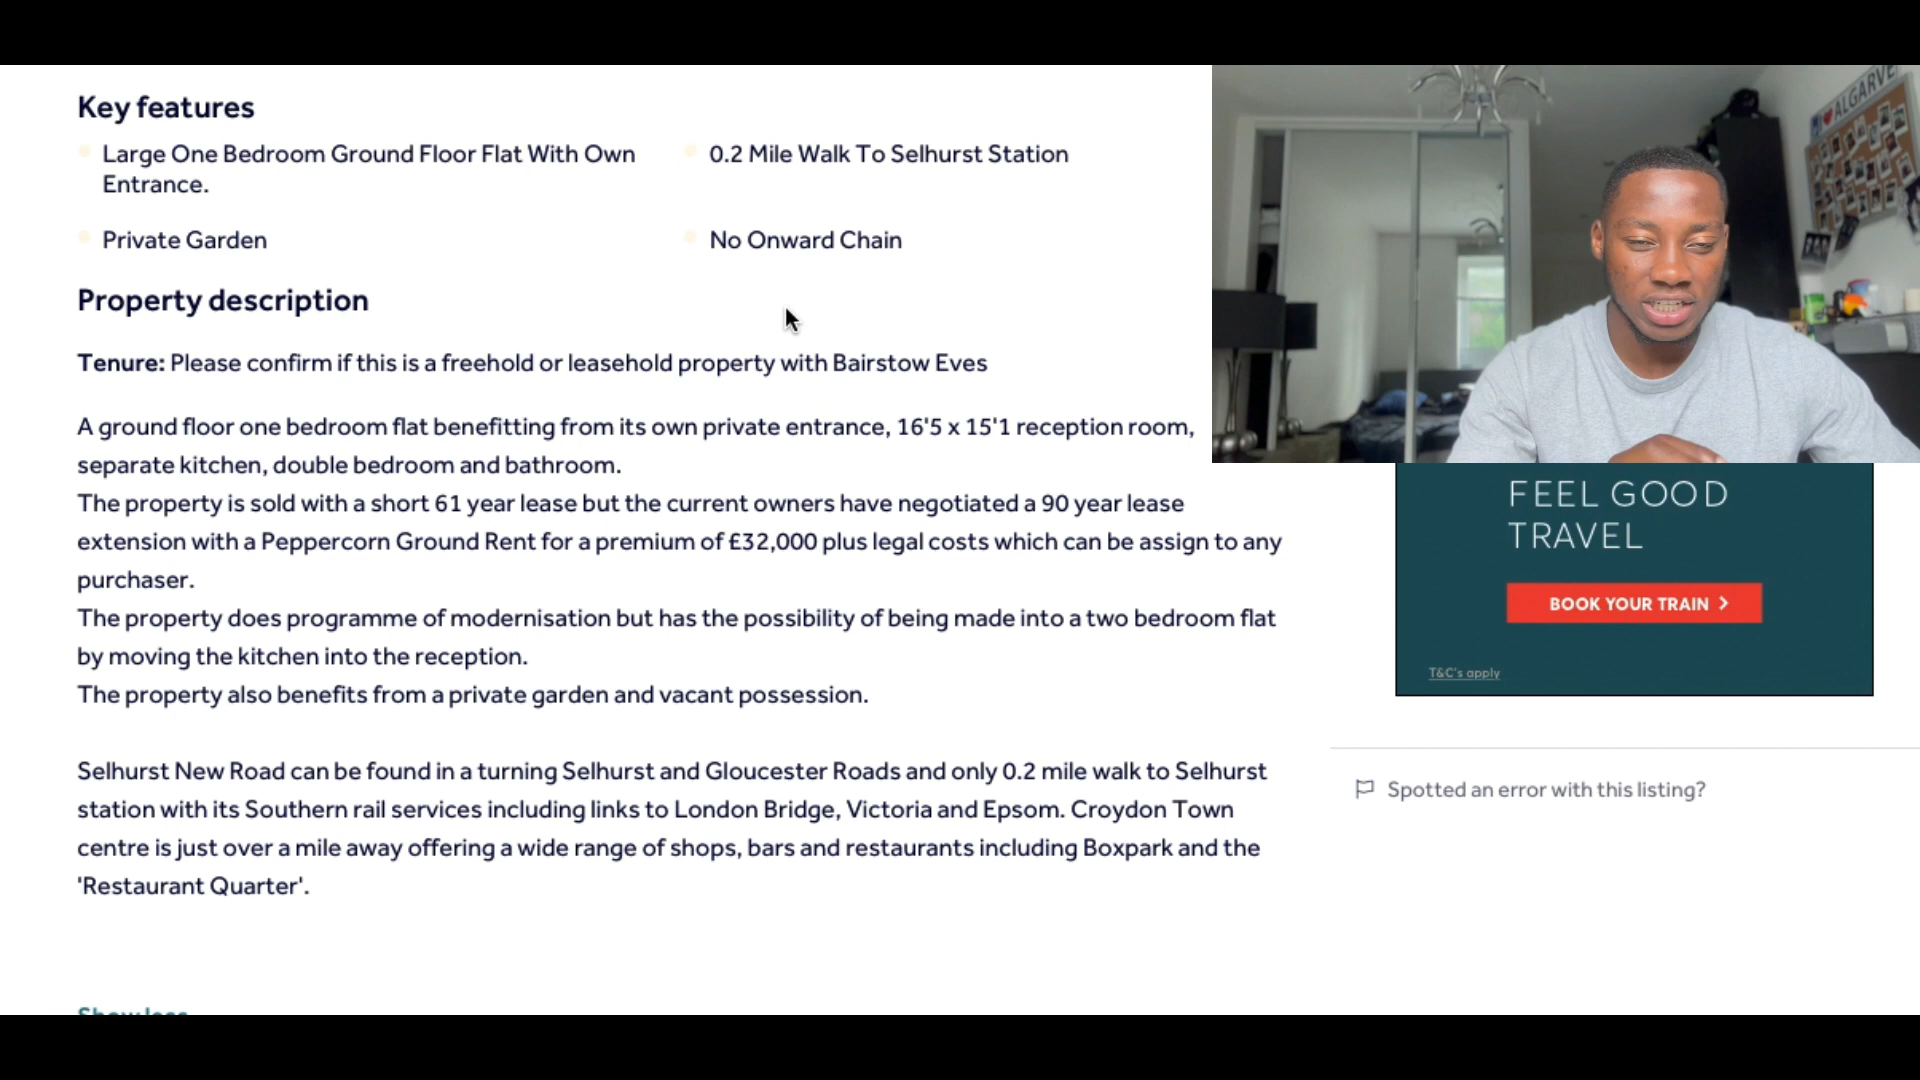 Key features
Large One Bedroom Ground Floor Flat With Own
Entrance.
0.2 Mile Walk To Selhurst Station
Private Garden
No Onward Chain
Property description
Tenure: Please confirm if this is a freehold or leasehold property with Bairstow Eves
A ground floor one bedroom flat benefitting from its own private entrance, 16'5 x 15'1 reception room,
separate kitchen, double bedroom and bathroom.
The property is sold with a short 61 year lease but the current owners have negotiated a 90 year lease
extension with a Peppercorn Ground Rent for a premium of £32,000 plus legal costs which can be assign to any
purchaser.
The property does programme of modernisation but has the possibility of being made into a two bedroom flat
by moving the kitchen into the reception.
The property also benefits from a private garden and vacant possession.
Selhurst New Road can be found in a turning Selhurst and Gloucester Roads and only 0.2 mile walk to Selhurst
station with its Southern rail services including links to London Bridge, Victoria and Epsom. Croydon Town
centre is just over a mile away offering a wide range of shops, bars and restaurants including Boxpark and the
'Restaurant Quarter'.
Show less
ALGARVE
FEEL GOOD
TRAVEL
BOOK YOUR TRAIN
T&C's apply
Spotted an error with this listing?